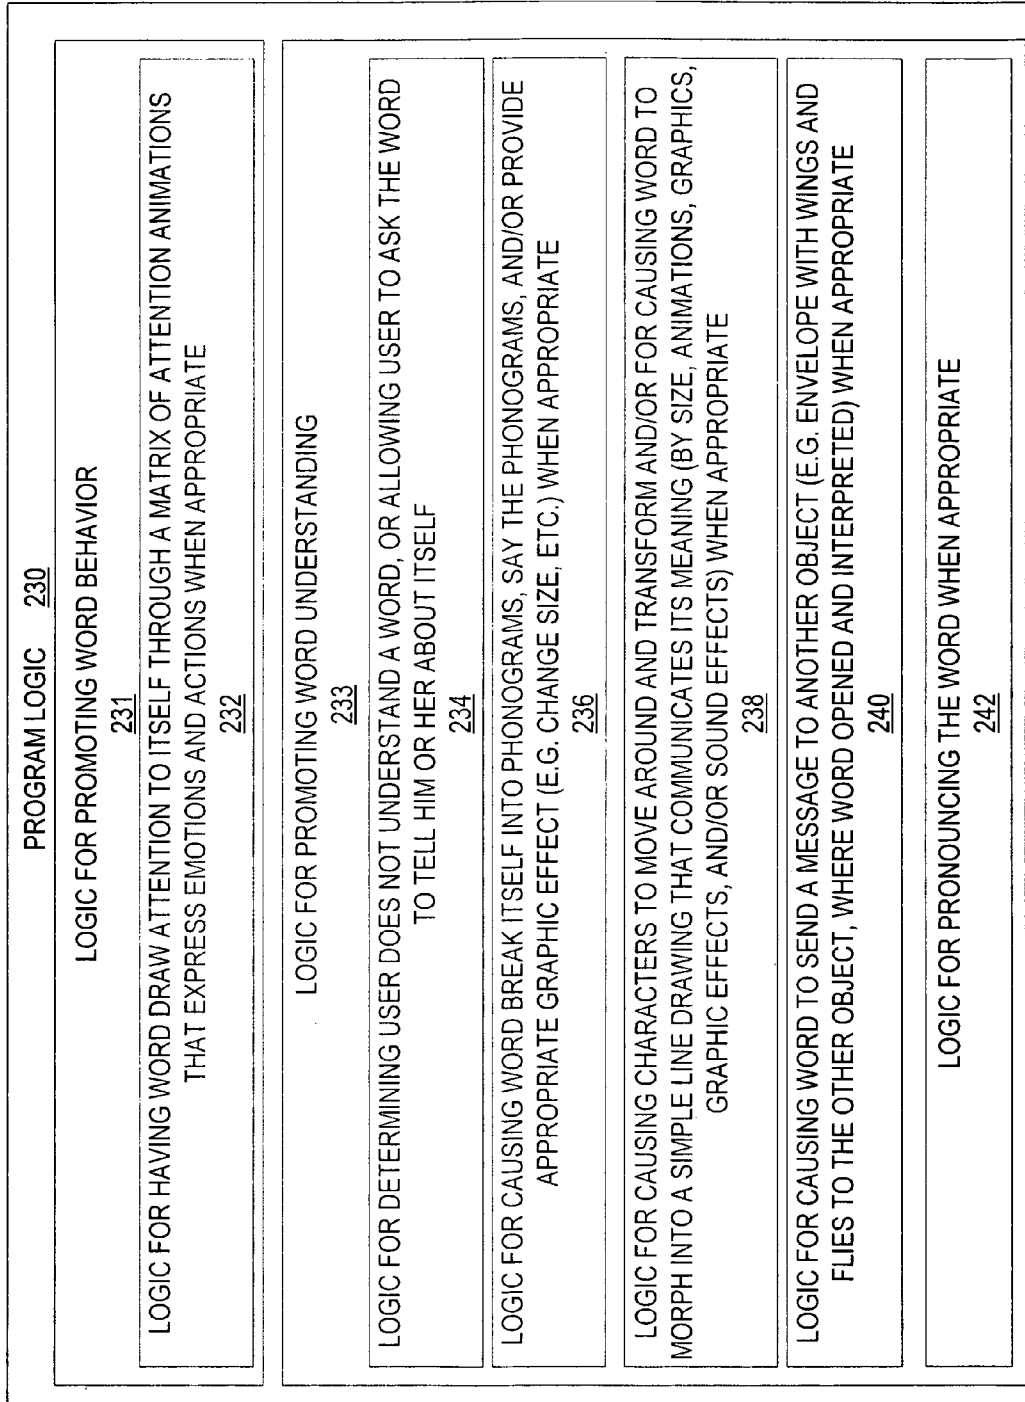 PROGRAM LOGIC 230
LOGIC FOR PROMOTING WORD BEHAVIOR
231
LOGIC FOR HAVING WORD DRAW ATTENTION TO ITSELF THROUGH A MATRIX OF ATTENTION ANIMATIONS
THAT EXPRESS EMOTIONS AND ACTIONS WHEN APPROPRIATE
232
LOGIC FOR PROMOTING WORD UNDERSTANDING
233
LOGIC FOR DETERMINING USER DOES NOT UNDERSTAND A WORD, OR ALLOWING USER TO ASK THE WORD
TO TELL HIM OR HER ABOUT ITSELF
234
LOGIC FOR CAUSING WORD BREAK ITSELF INTO PHONOGRAMS, SAY THE PHONOGRAMS, AND/OR PROVIDE
APPROPRIATE GRAPHIC EFFECT (E.G. CHANGE SIZE, ETC.) WHEN APPROPRIATE
236
LOGIC FOR CAUSING CHARACTERS TO MOVE AROUND AND TRANSFORM AND/OR FOR CAUSING WORD TO
MORPH INTO A SIMPLE LINE DRAWING THAT COMMUNICATES ITS MEANING (BY SIZE, ANIMATIONS, GRAPHICS,
GRAPHIC EFFECTS, AND/OR SOUND EFFECTS) WHEN APPROPRIATE
238
LOGIC FOR CAUSING WORD TO SEND A MESSAGE TO ANOTHER OBJECT (E.G. ENVELOPE WITH WINGS AND
FLIES TO THE OTHER OBJECT, WHERE WORD OPENED AND INTERPRETED) WHEN APPROPRIATE
240
LOGIC FOR PRONOUNCING THE WORD WHEN APPROPRIATE
242